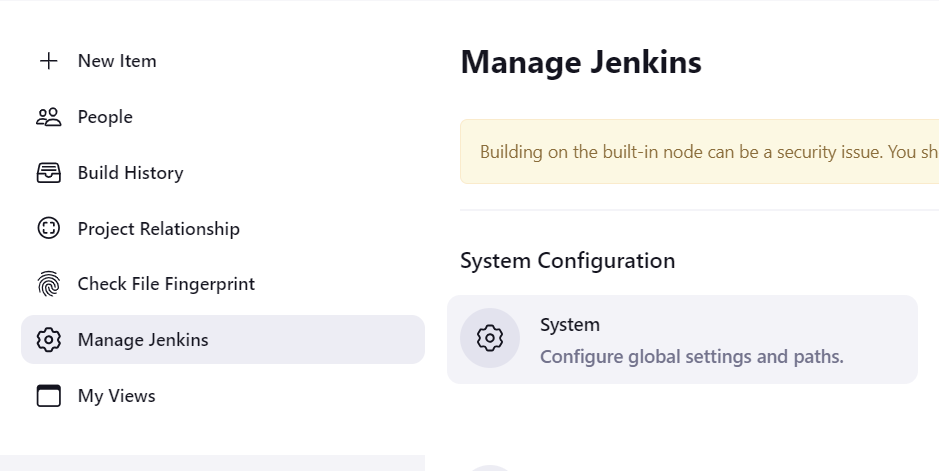 New Item
People
Build History
Project Relationship
Check File Fingerprint
Manage Jenkins
My Views
Manage Jenkins
Building on the built-in node can be a security issue. You sh
System Configuration
System
Configure global settings and paths.